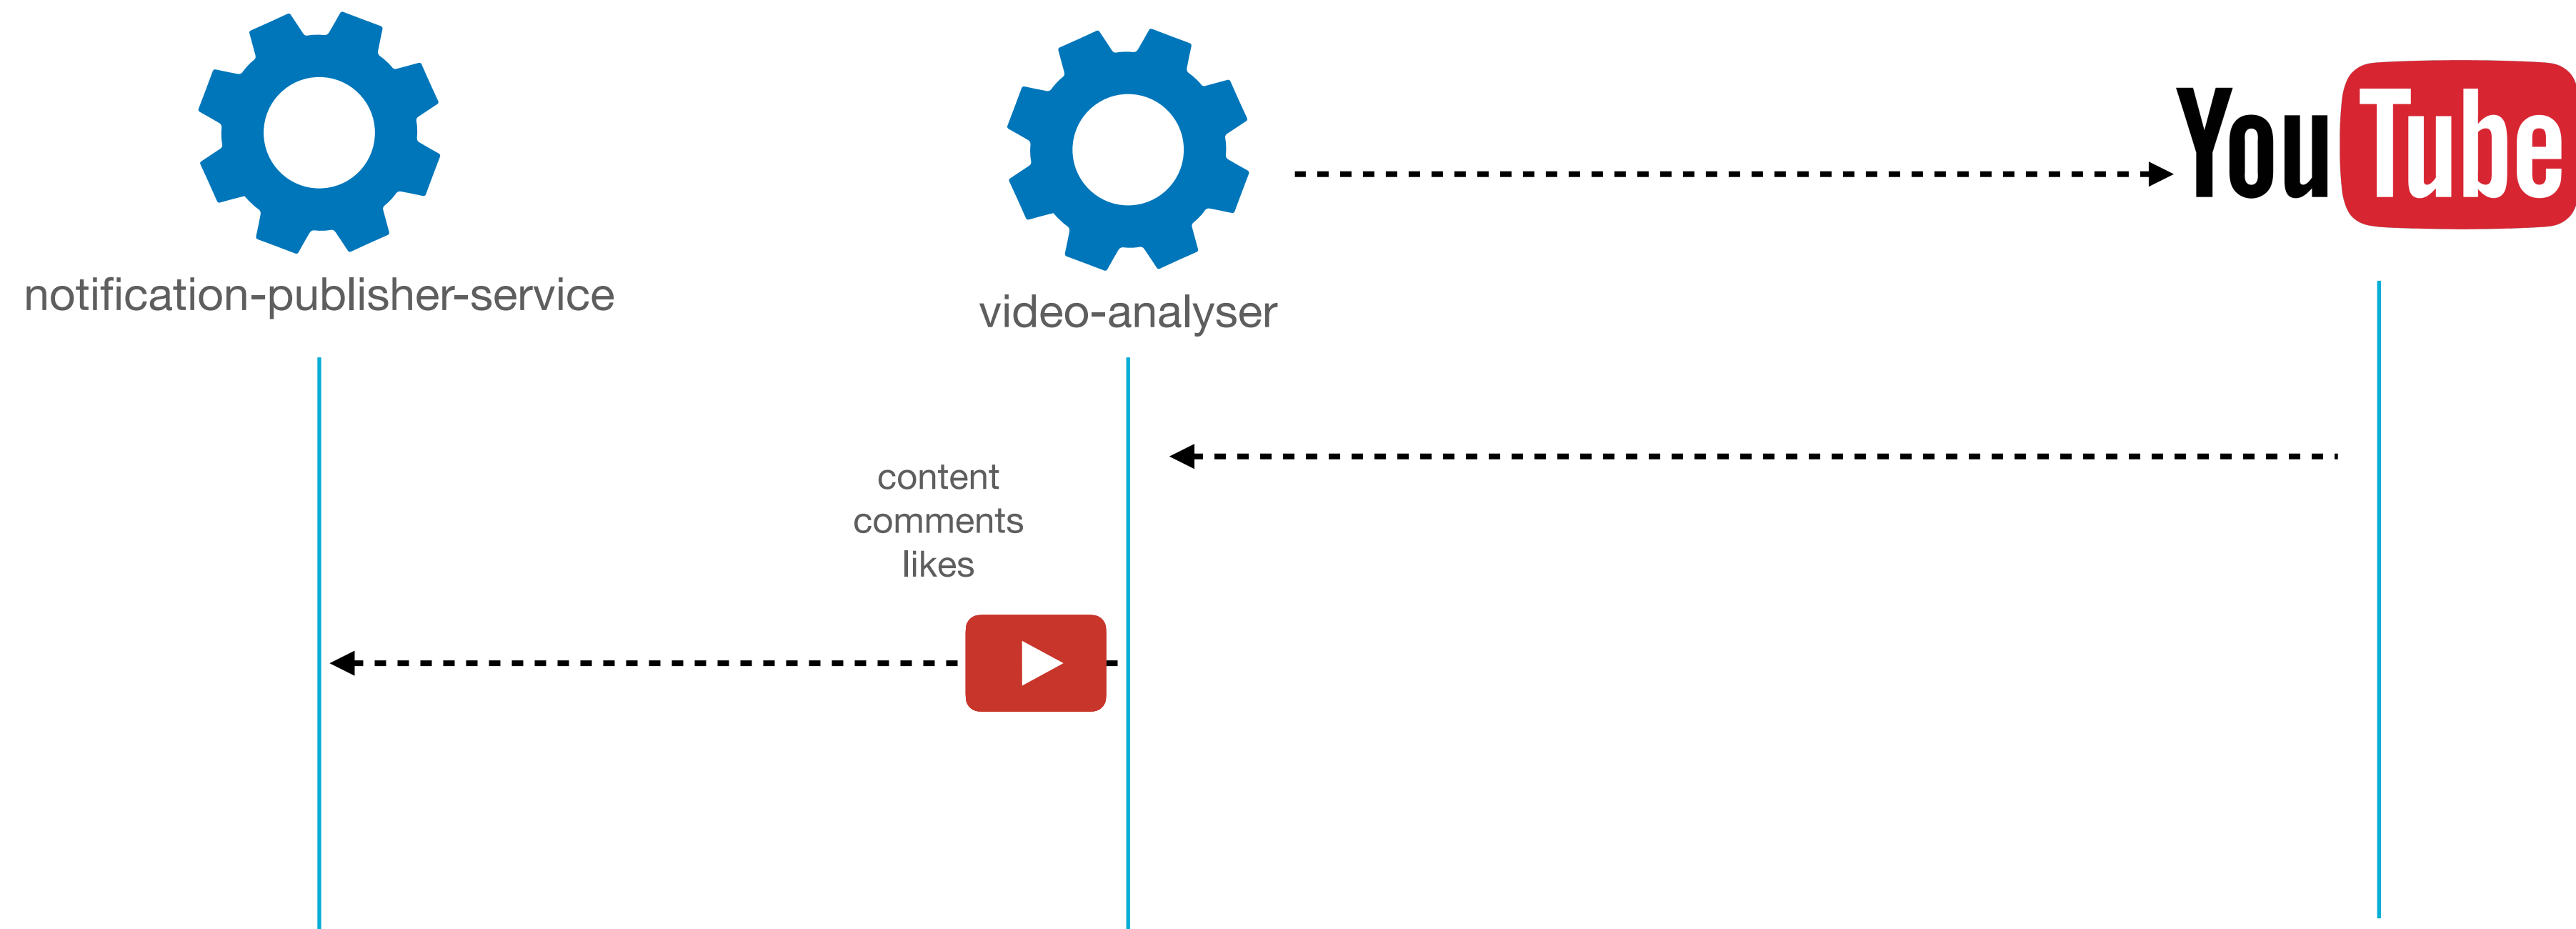 YouTube
notification-publisher-service
video-analyser
content
comments
likes